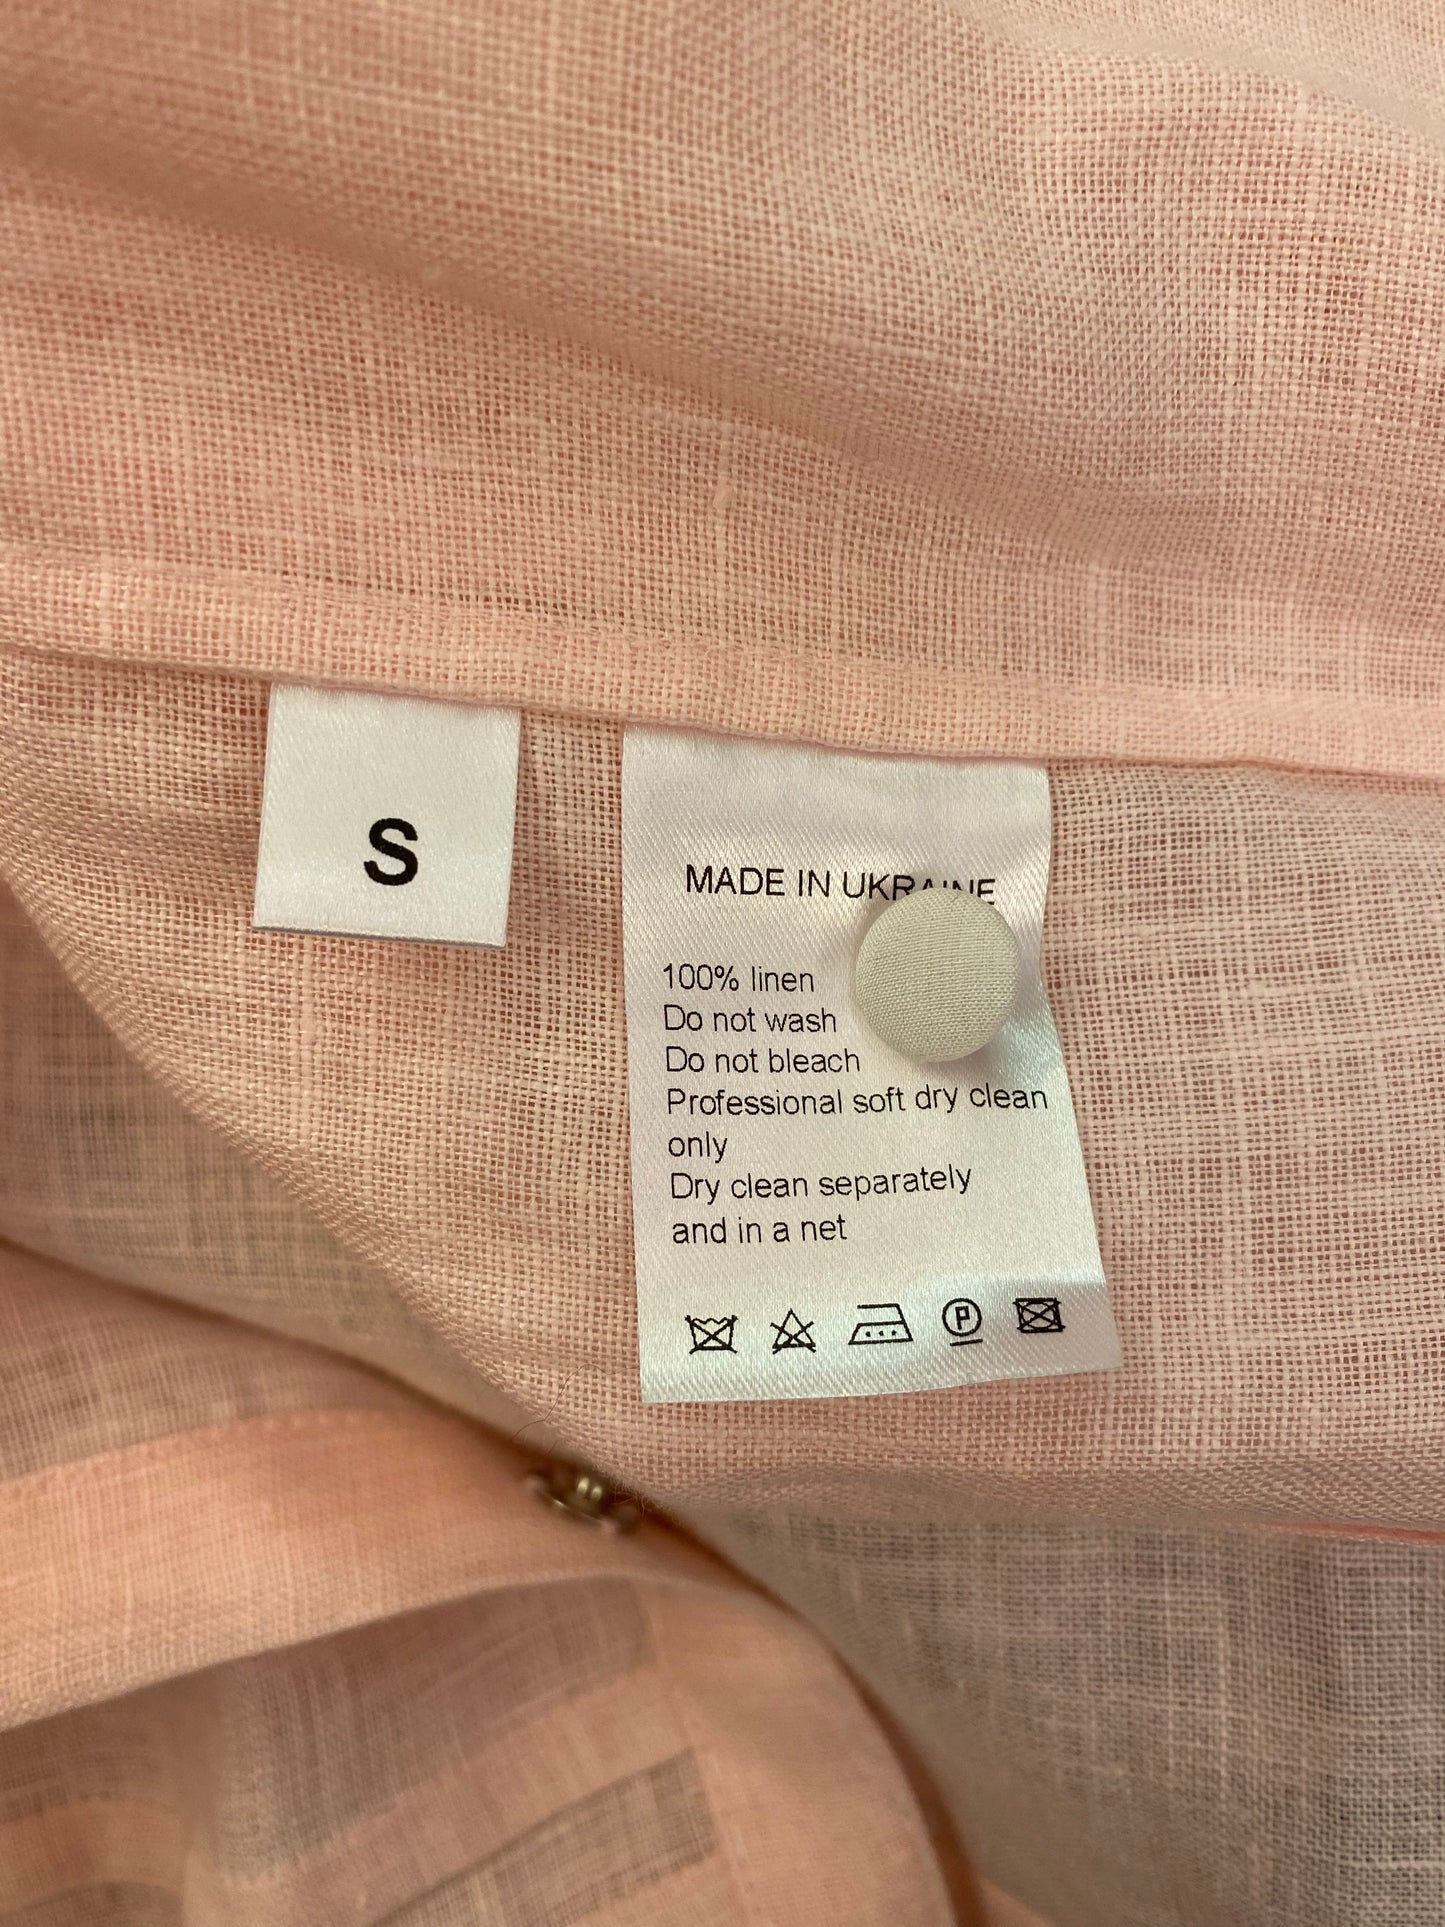 S
MADE IN UKRAINE
100% linen
Do not wash
Do not bleach
Professional soft dry clean
only
Dry clean separately
and in a net
P